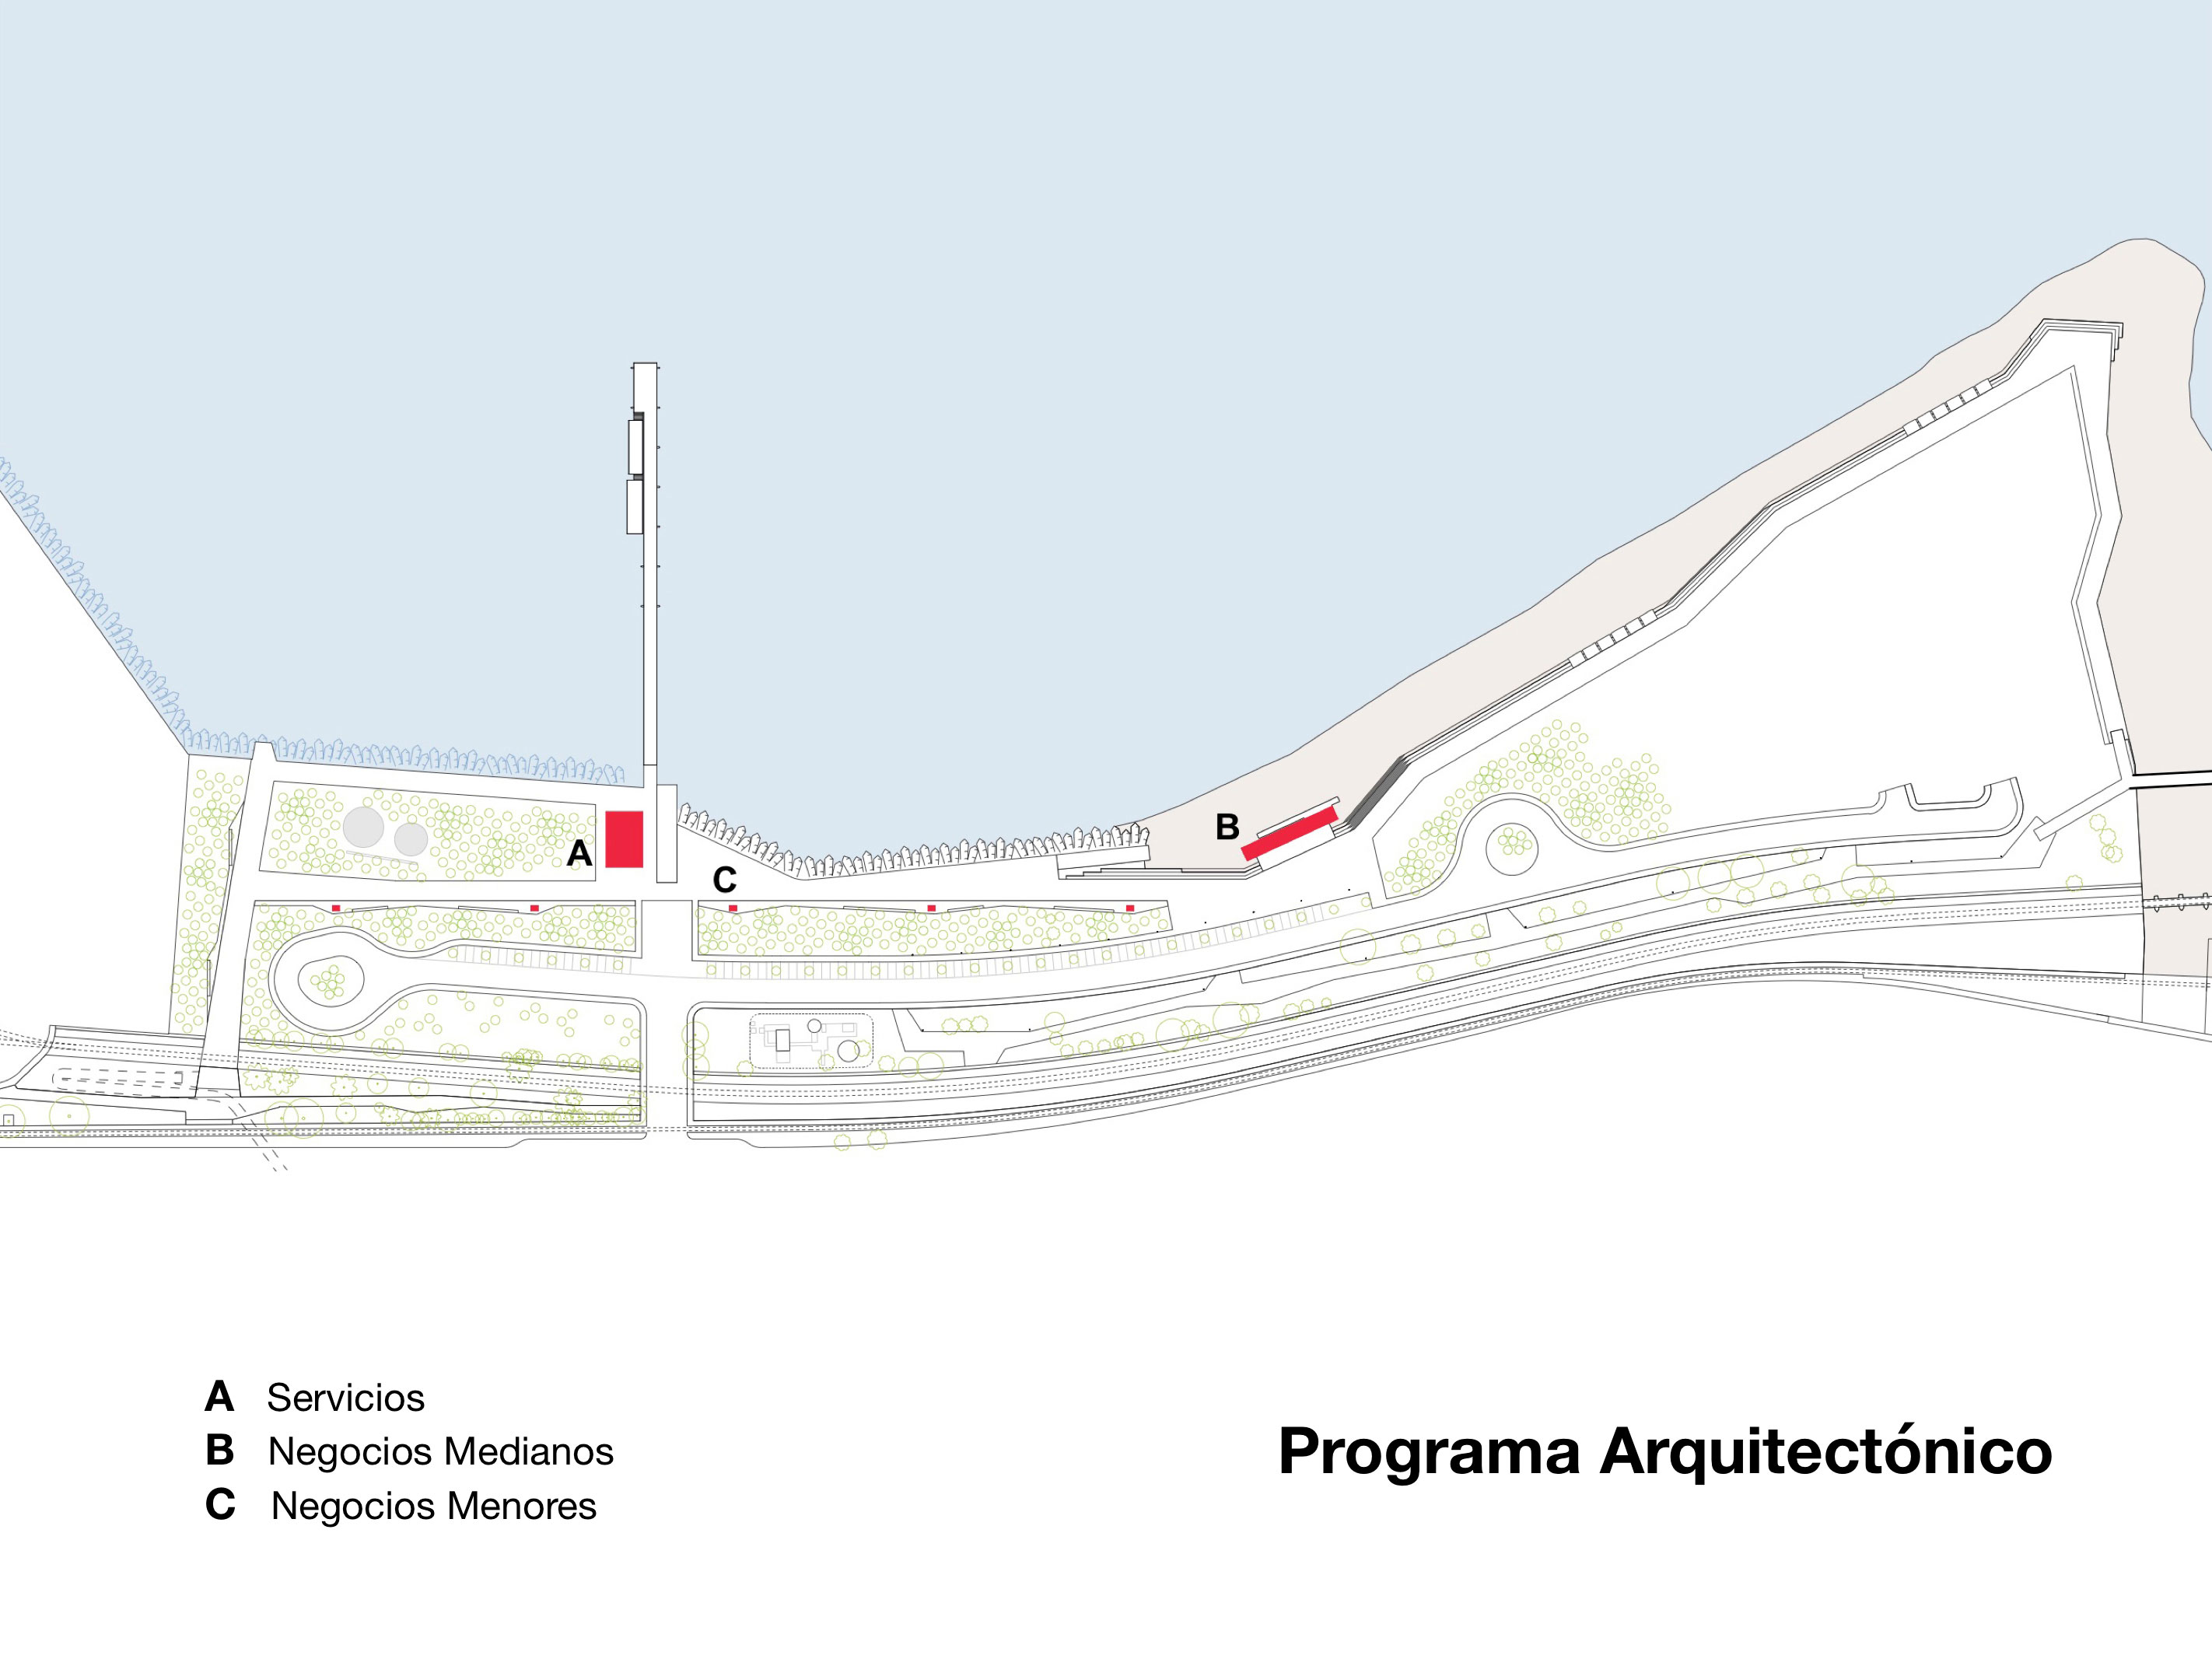 B
A
C
A Servicios
B Negocios Medianos
C Negocios Menores
Programa Arquitectónico